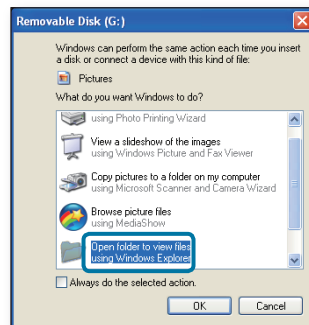 Removable Disk (G:)
Windows can perform the same action each time you insert
a disk or connect a device with this kind of file:
Pictures
What do you want Windows to do?
using Photo Printing Wizard
View a slideshow of the images
using Windows Picture and Fax Viewer
Copy pictures to a folder on my computer
using Microsoft Scanner and Camera Wizard
Browse picture files
using MediaShow
Open folder to view files
using Windows Explorer
Always do the selected action.
OK
Cancel